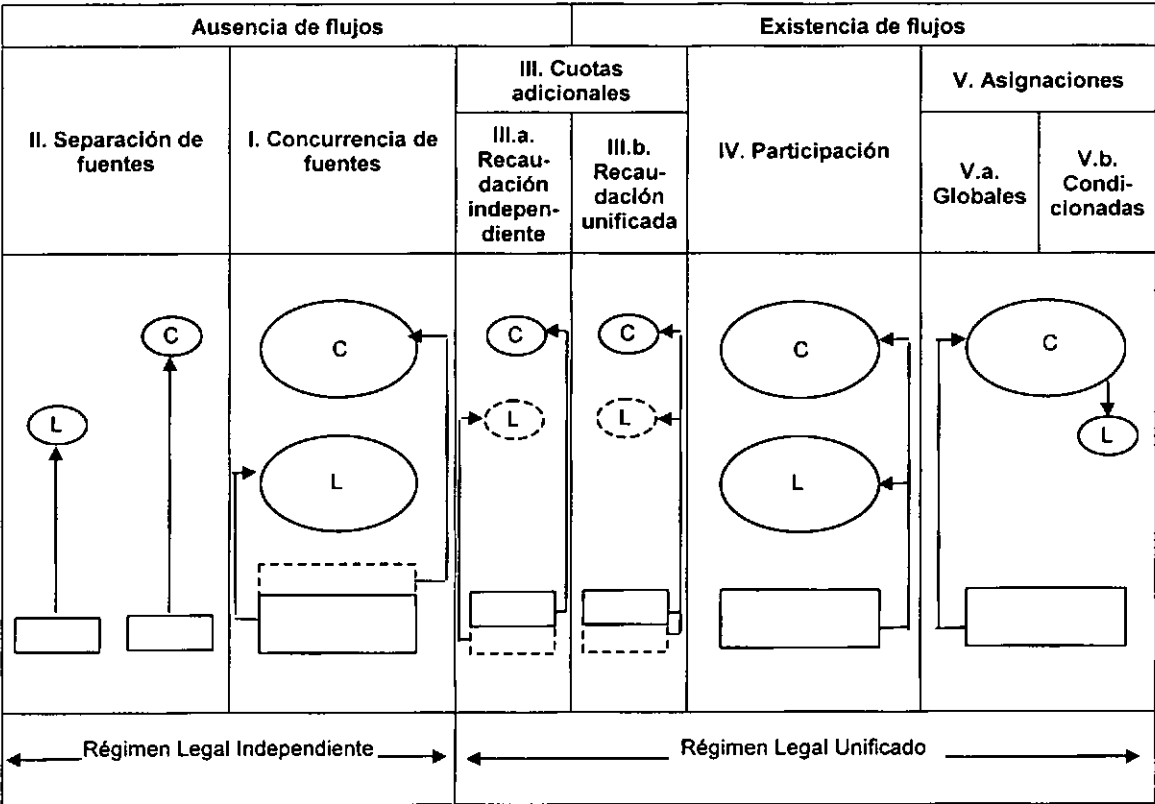 Ausencia de flujos
Existencia de flujos
II. Separación de
fuentes
I. Concurrencia de
fuentes
III. Cuotas
adicionales
III.a.
Recau-
dación
indepen-
diente
III.b.
Recau-
dación
unificada
IV. Participación
V. Asignaciones
V.a.
Globales
V.b.
Condi-
cionadas
C
L
C
L
C
L
C
L
C
L
C
L
Régimen Legal Independiente
Régimen Legal Unificado